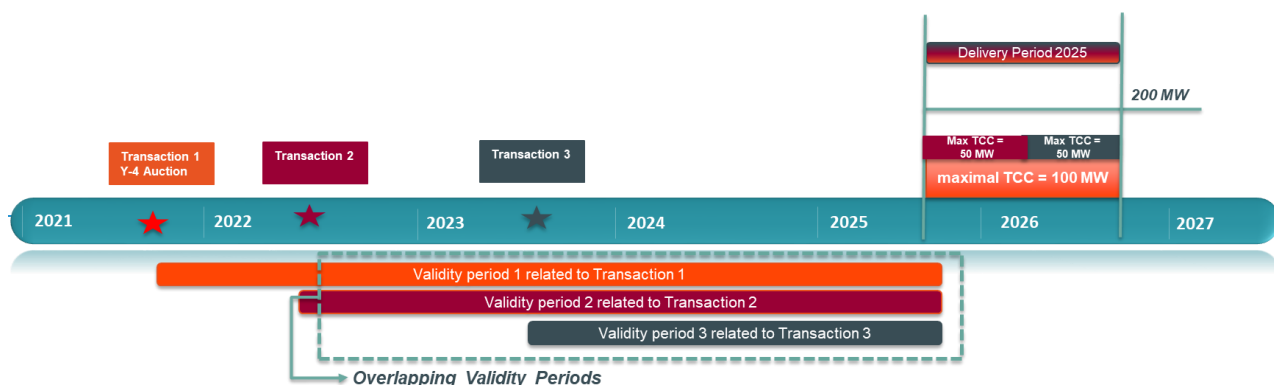 Delivery Period 2025
200 MW
Transaction 1
Y-4 Auction
Transaction 2
Transaction 3
Max TCC =
50 MW
Max TCC =
50 MW
maximal TCC = 100 MW
2021
2022
2023
2024
2025
2026
2027
Validity period 1 related to Transaction 1
Validity period 2 related to Transaction 2
Validity period 3 related to Transaction 3
Overlapping Validity Periods